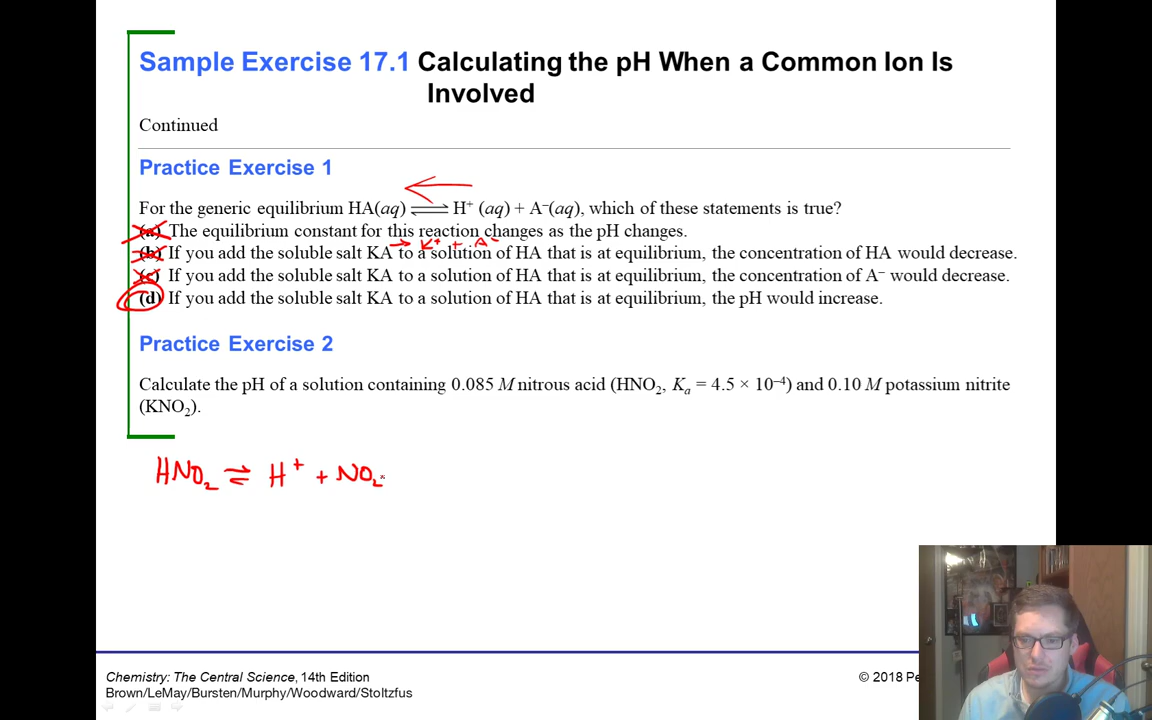 Sample Exercise 17.1 Calculating the pH When a Common Ion Is
Involved
Continued
Practice Exercise 1
For the generic equilibrium HA(aq) ⇌ H⁺ (aq) + A⁻(aq), which of these statements is true?
(a) The equilibrium constant for this reaction changes as the pH changes.
→ K⁺ + A⁻
(b) If you add the soluble salt KA to a solution of HA that is at equilibrium, the concentration of HA would decrease.
(c) If you add the soluble salt KA to a solution of HA that is at equilibrium, the concentration of A⁻ would decrease.
(d) If you add the soluble salt KA to a solution of HA that is at equilibrium, the pH would increase.
Practice Exercise 2
Calculate the pH of a solution containing 0.085 M nitrous acid (HNO₂, Kₐ = 4.5 × 10⁻⁴) and 0.10 M potassium nitrite
(KNO₂).
HNO₂ ⇌ H⁺ + NO₂
Chemistry: The Central Science, 14th Edition
Brown/LeMay/Bursten/Murphy/Woodward/Stoltzfus
© 2018